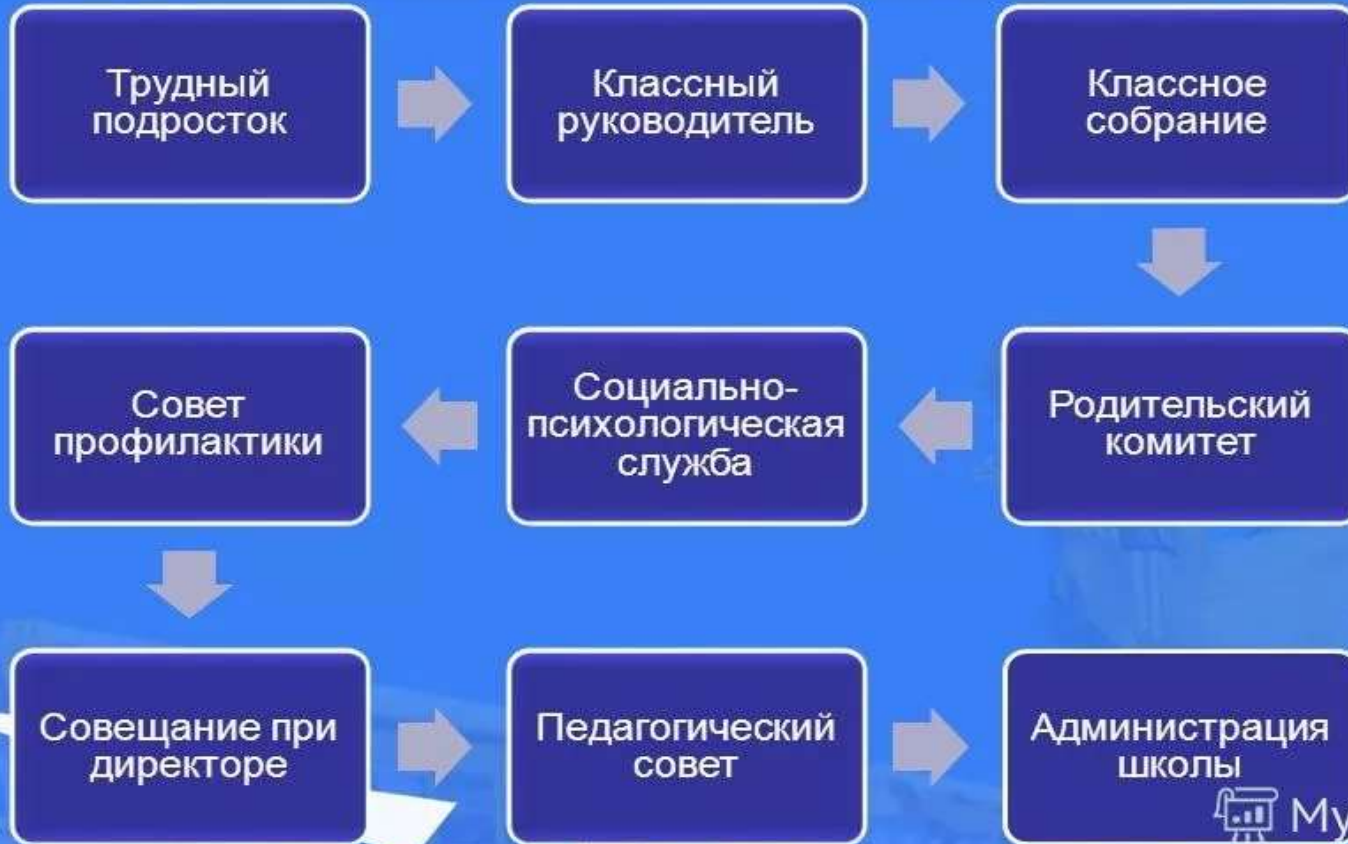 Трудный
подросток
Классный
руководитель
Классное
собрание
Родительский
комитет
Социально-
психологическая
служба
Совет
профилактики
Совещание при
директоре
Педагогический
совет
Администрация
школы
My